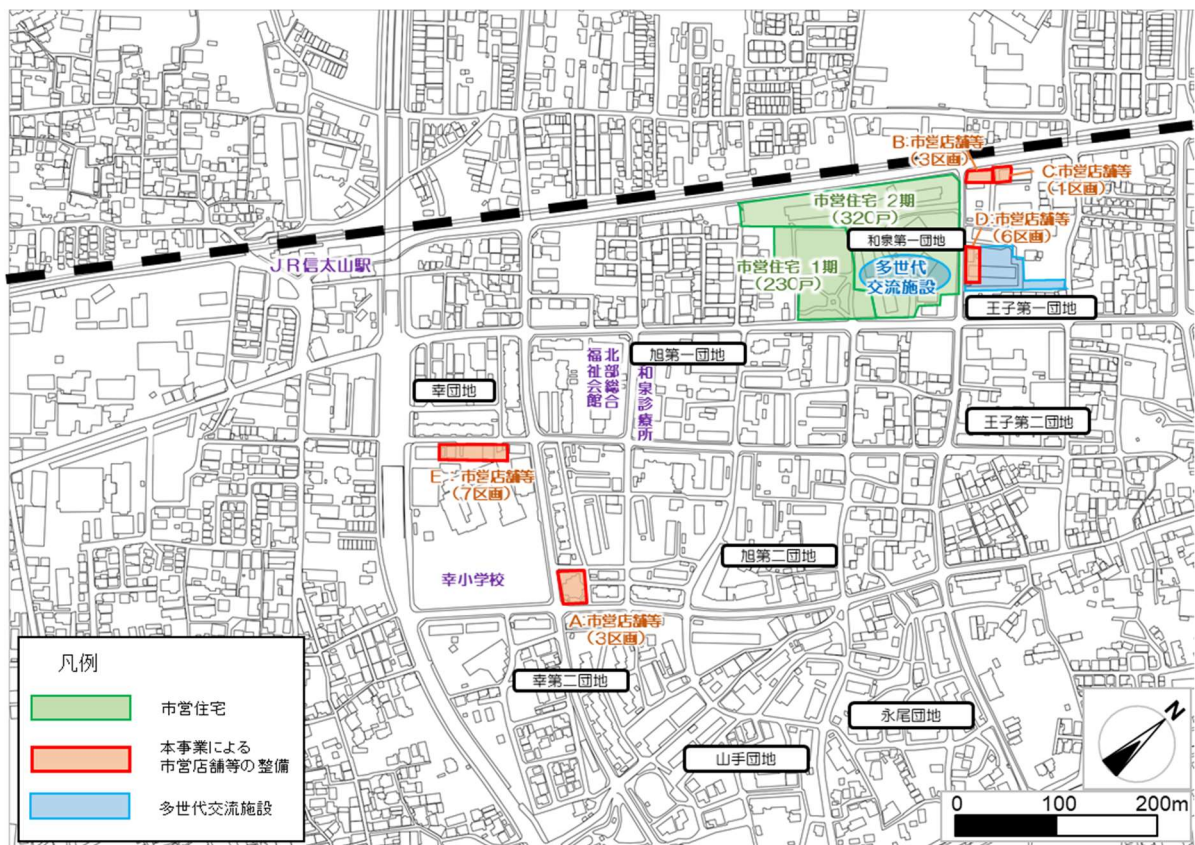 B:市営店舗等
(3区画)
C:市営店舗等
(1区画)
市営住宅 2期
(320戸)
D:市営店舗等
(6区画)
和泉第一団地
JR信太山駅
市営住宅 1期
(230戸)
多世代
交流施設
王子第一団地
旭第一団地
北部総合
福祉会館
和泉診療所
幸団地
王子第二団地
E:市営店舗等
(7区画)
旭第二団地
幸小学校
A:市営店舗等
(3区画)
幸第二団地
永尾団地
山手団地
凡例
市営住宅
本事業による
市営店舗等の整備
多世代交流施設
N
0 100 200m